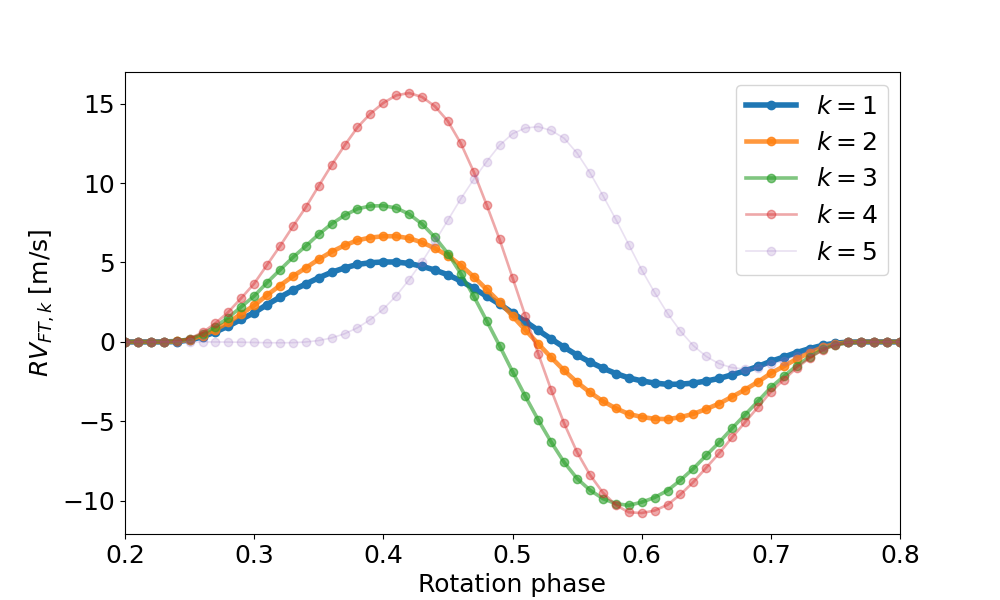 RV_{FT, k} [m/s]
15
10
5
0
−5
−10
0.2 0.3 0.4 0.5 0.6 0.7 0.8
Rotation phase
k = 1
k = 2
k = 3
k = 4
k = 5